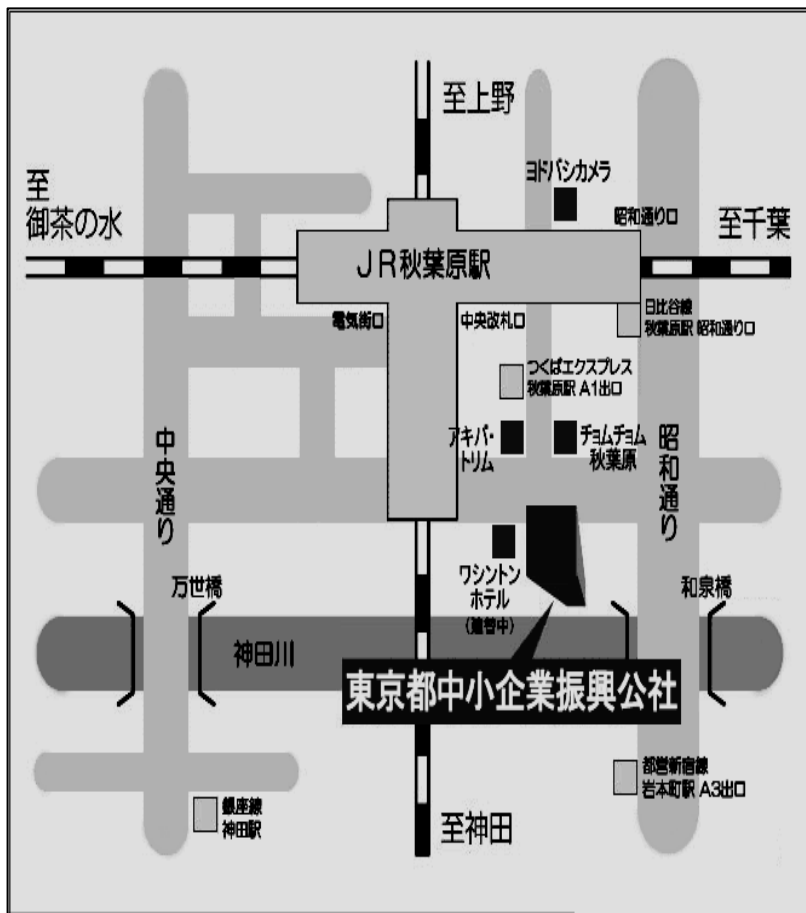 至上野
ヨドバシカメラ
至
御茶の水
昭和通り口
至千葉
JR秋葉原駅
電気街口
中央改札口
日比谷線
秋葉原駅 昭和通り口
つくばエクスプレス
秋葉原駅 A1出口
中央通り
アキバ・
トリム
チョムチョム
秋葉原
昭和通り
万世橋
ワシントン
ホテル
(建替中)
和泉橋
神田川
東京都中小企業振興公社
都営新宿線
岩本町駅 A3出口
銀座線
神田駅
至神田